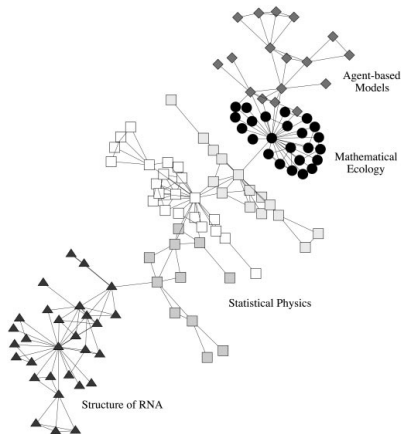 Agent-based
Models
Mathematical
Ecology
Statistical Physics
Structure of RNA